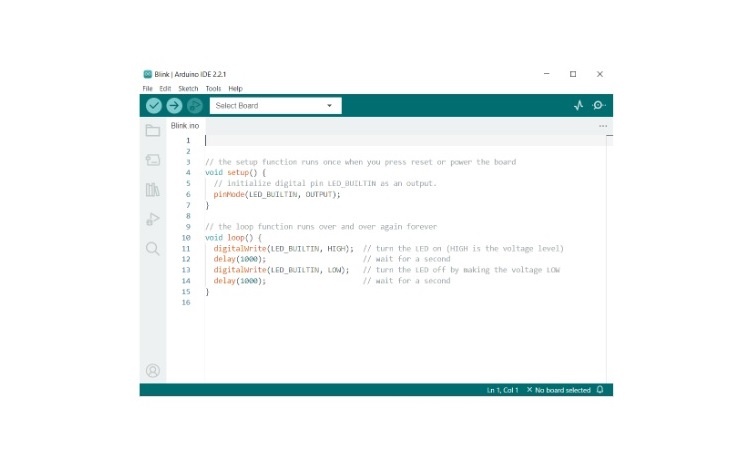 Blink | Arduino IDE 2.2.1
File Edit Sketch Tools Help
Select Board
Blink.ino
1
2
3 // the setup function runs once when you press reset or power the board
4 void setup() {
5   // initialize digital pin LED_BUILTIN as an output.
6   pinMode(LED_BUILTIN, OUTPUT);
7 }
8
9 // the loop function runs over and over again forever
10 void loop() {
11   digitalWrite(LED_BUILTIN, HIGH);  // turn the LED on (HIGH is the voltage level)
12   delay(1000);                      // wait for a second
13   digitalWrite(LED_BUILTIN, LOW);   // turn the LED off by making the voltage LOW
14   delay(1000);                      // wait for a second
15 }
16
Ln 1, Col 1 × No board selected